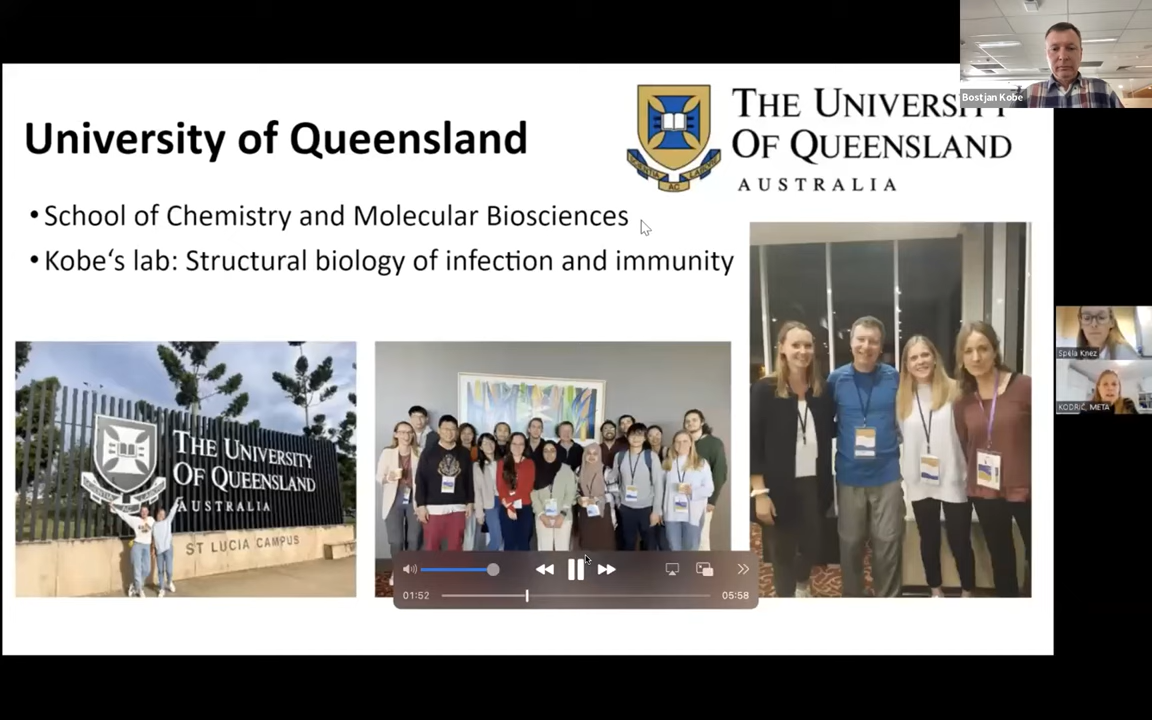 Bostjan Kobe
University of Queensland
THE UNIVERSITY
OF QUEENSLAND
AUSTRALIA
• School of Chemistry and Molecular Biosciences
• Kobe‘s lab: Structural biology of infection and immunity
THE UNIVERSITY
OF QUEENSLAND
AUSTRALIA
ST LUCIA CAMPUS
Špela Knez
KODRIČ, META
01:52
05:58